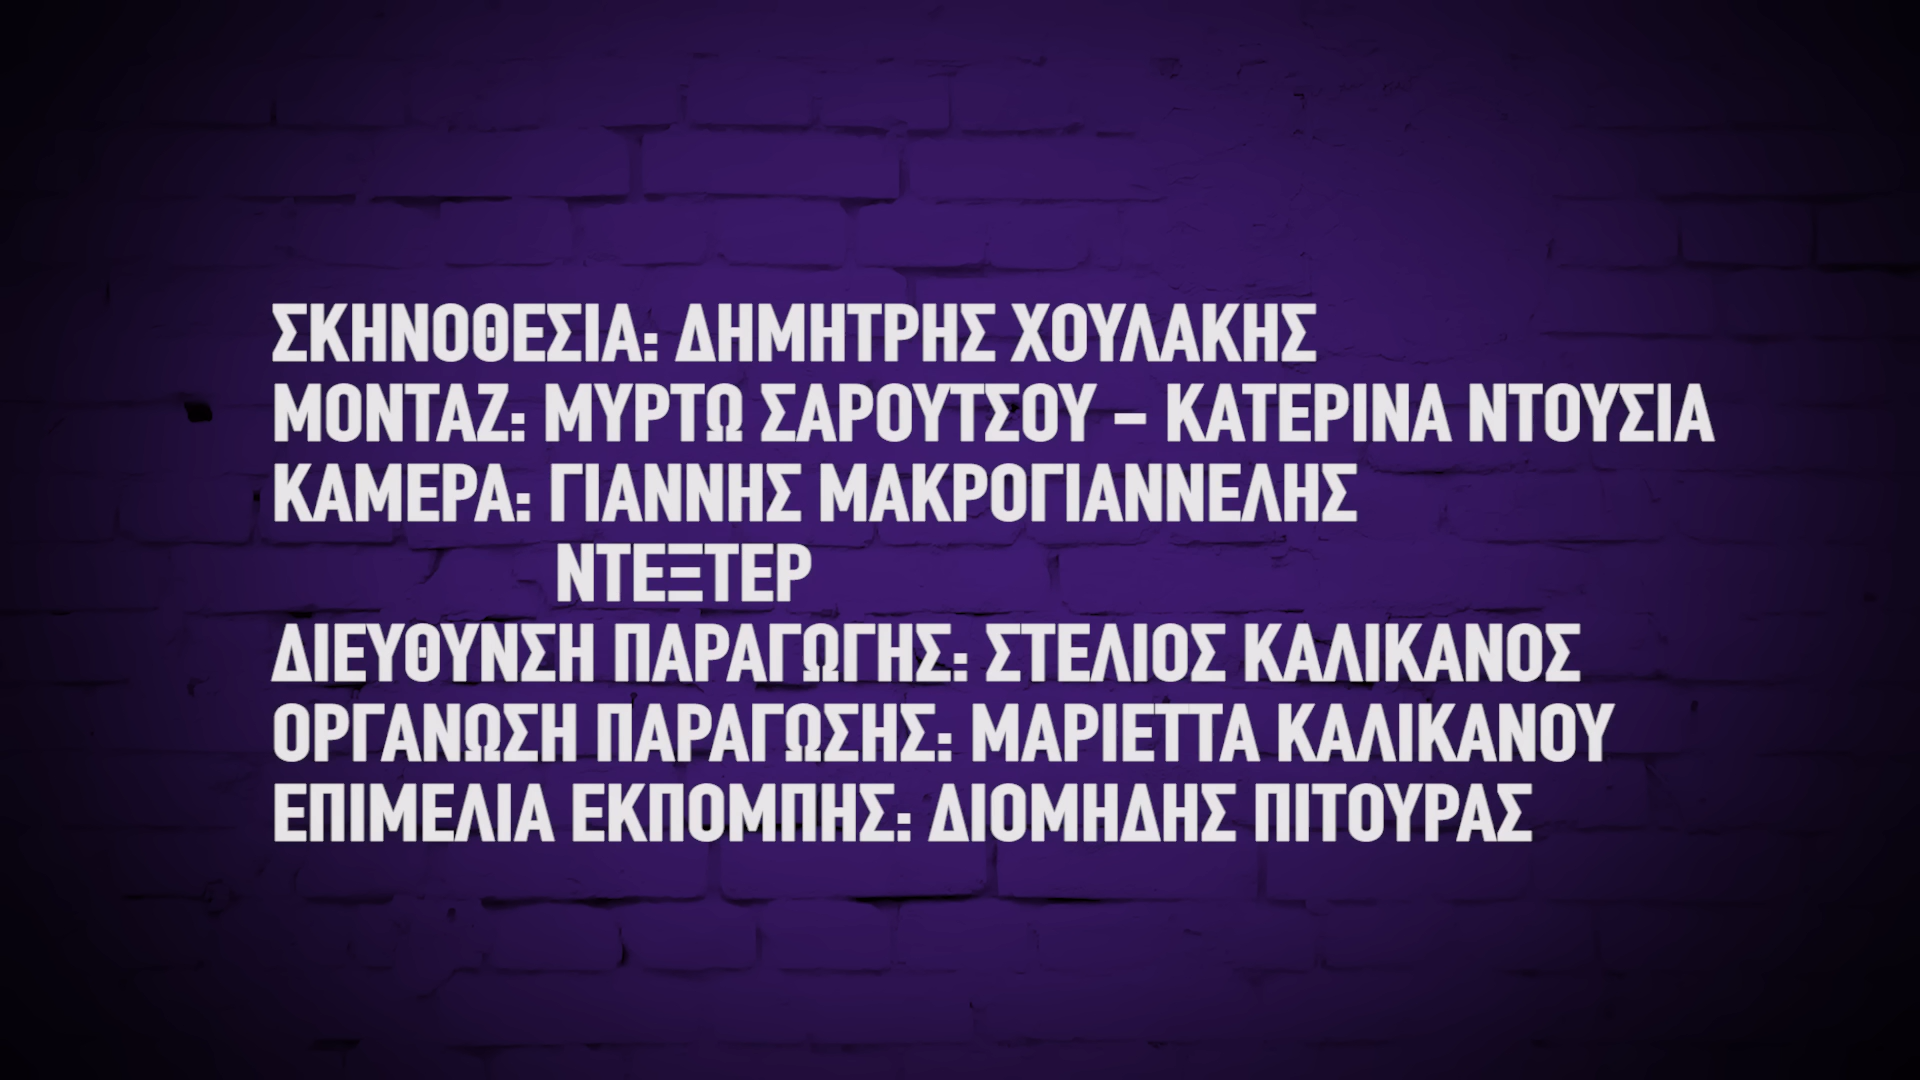 ΣΚΗΝΟΘΕΣΙΑ: ΔΗΜΗΤΡΗΣ ΧΟΥΛΑΚΗΣ
ΜΟΝΤΑΖ: ΜΥΡΤΩ ΣΑΡΟΥΤΣΟΥ – ΚΑΤΕΡΙΝΑ ΝΤΟΥΣΙΑ
ΚΑΜΕΡΑ: ΓΙΑΝΝΗΣ ΜΑΚΡΟΓΙΑΝΝΕΛΗΣ
ΝΤΕΞΤΕΡ
ΔΙΕΥΘΥΝΣΗ ΠΑΡΑΓΩΓΗΣ: ΣΤΕΛΙΟΣ ΚΑΛΙΚΑΝΟΣ
ΟΡΓΑΝΩΣΗ ΠΑΡΑΓΩΣΗΣ: ΜΑΡΙΕΤΤΑ ΚΑΛΙΚΑΝΟΥ
ΕΠΙΜΕΛΙΑ ΕΚΠΟΜΠΗΣ: ΔΙΟΜΗΔΗΣ ΠΙΤΟΥΡΑΣ